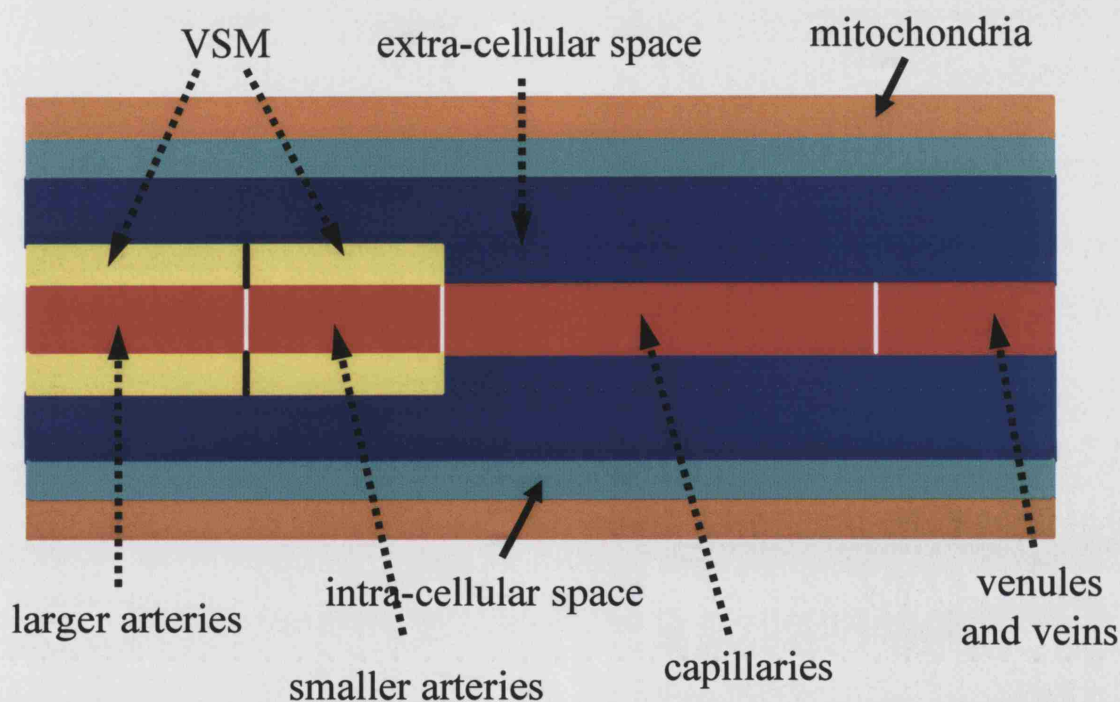 VSM
extra-cellular space
mitochondria
intra-cellular space
larger arteries
venules
and veins
capillaries
smaller arteries